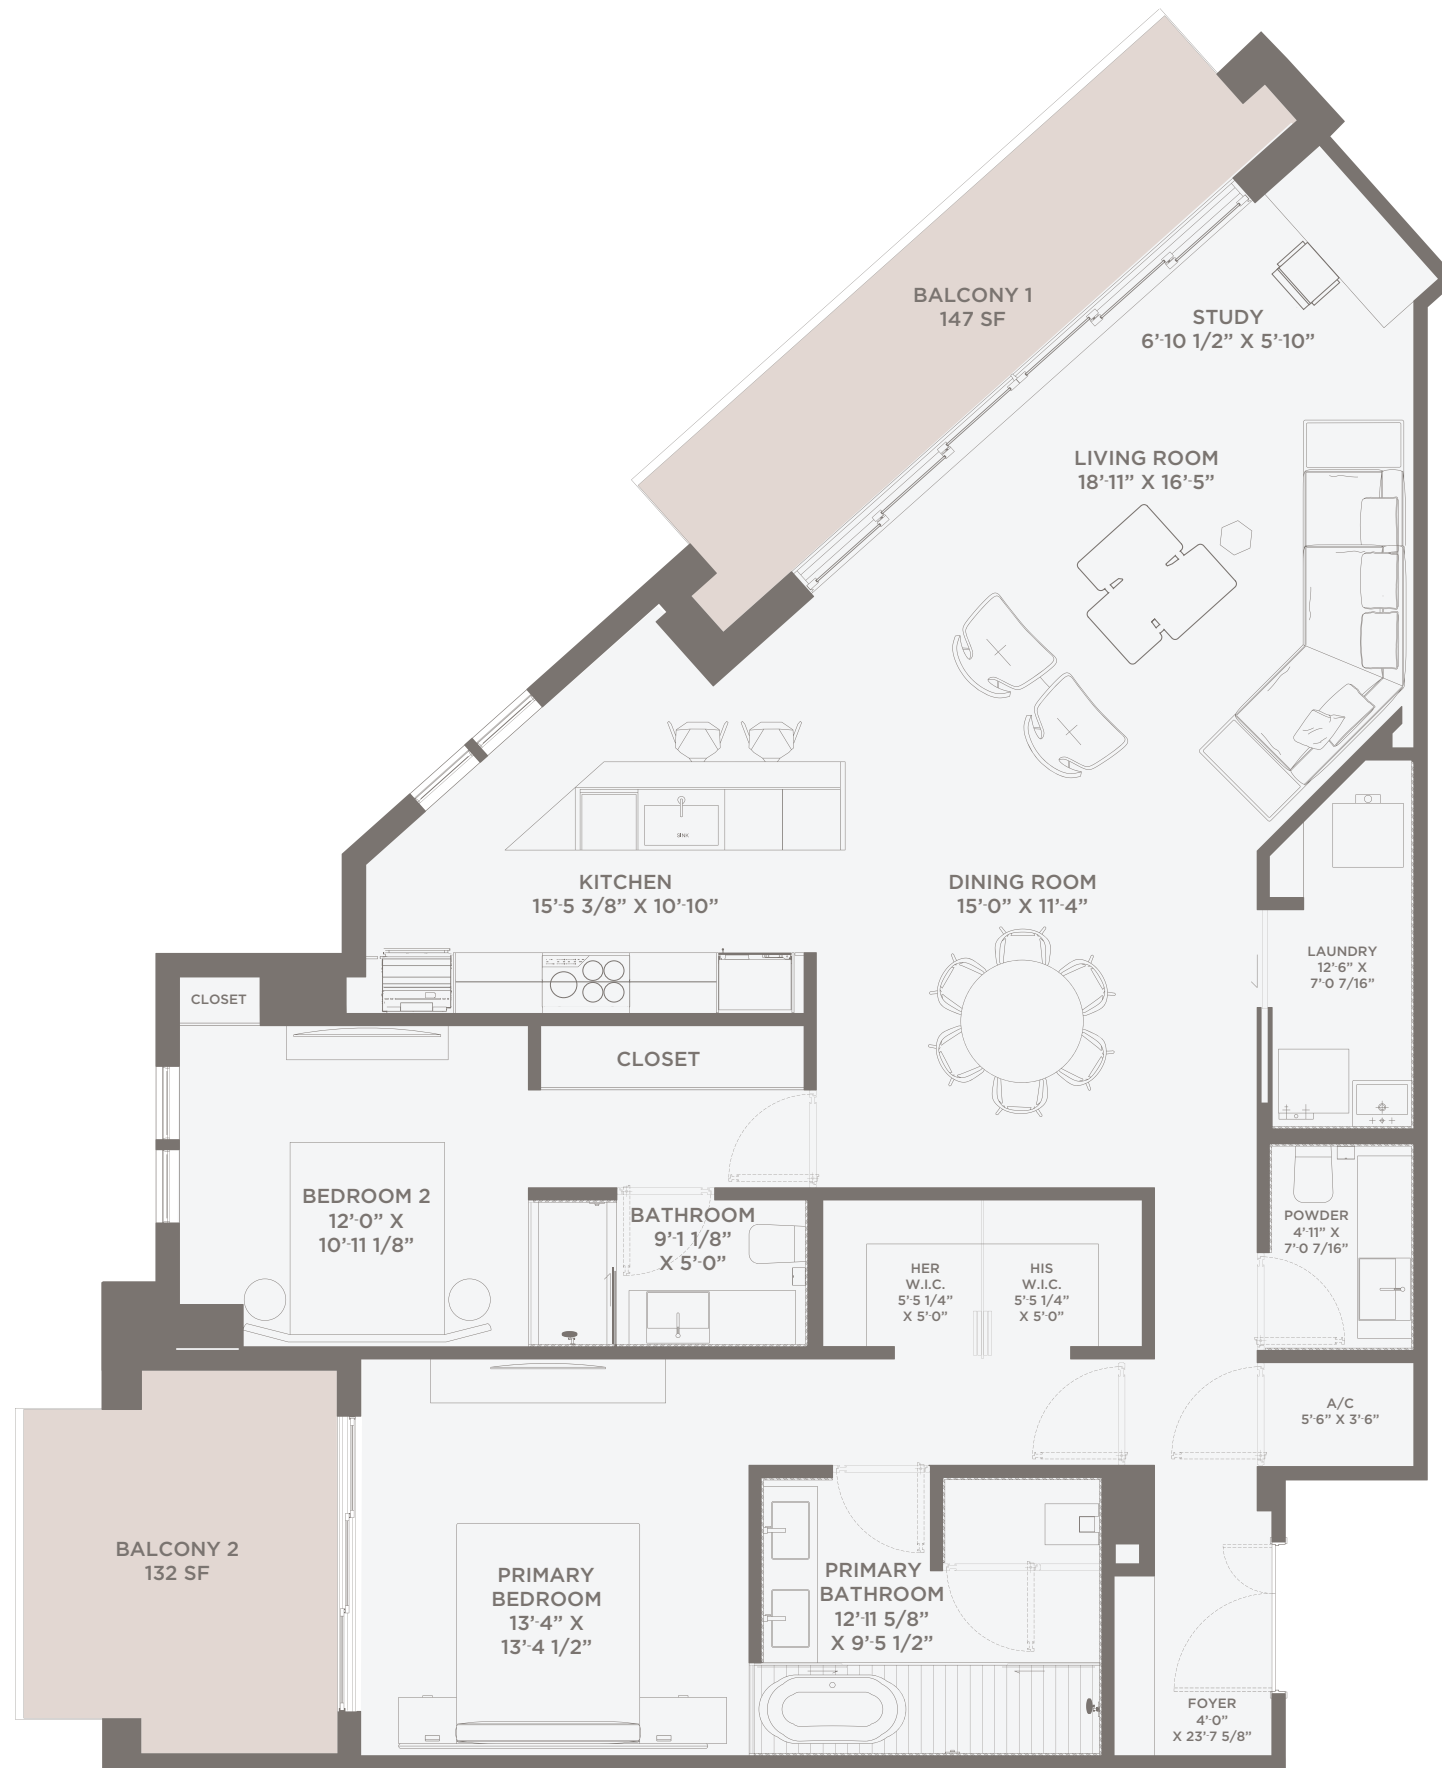 BALCONY 1
147 SF
STUDY
6’-10 1/2” X 5’-10”
LIVING ROOM
18’-11” X 16’-5”
SINK
KITCHEN
15’-5 3/8” X 10’-10”
DINING ROOM
15’-0” X 11’-4”
LAUNDRY
12’-6” X
7’-0 7/16”
CLOSET
CLOSET
BEDROOM 2
12’-0” X
10’-11 1/8”
BATHROOM
9’-1 1/8”
X 5’-0”
POWDER
4’-11” X
7’-0 7/16”
HER
W.I.C.
5’-5 1/4”
X 5’-0”
HIS
W.I.C.
5’-5 1/4”
X 5’-0”
A/C
5’-6” X 3’-6”
BALCONY 2
132 SF
PRIMARY
BEDROOM
13’-4” X
13’-4 1/2”
PRIMARY
BATHROOM
12’-11 5/8”
X 9’-5 1/2”
FOYER
4’-0”
X 23’-7 5/8”